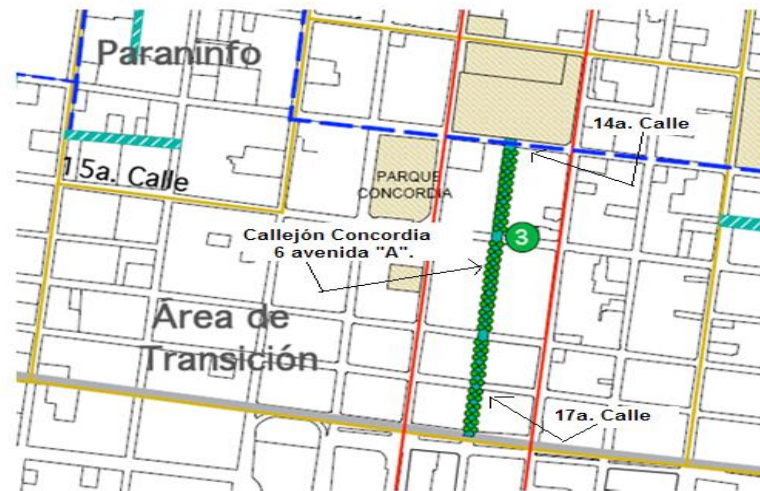 Paraninfo
14a. Calle
15a. Calle
PARQUE
CONCORDIA
Callejón Concordia
6 avenida "A".
3
Área de
Transición
17a. Calle